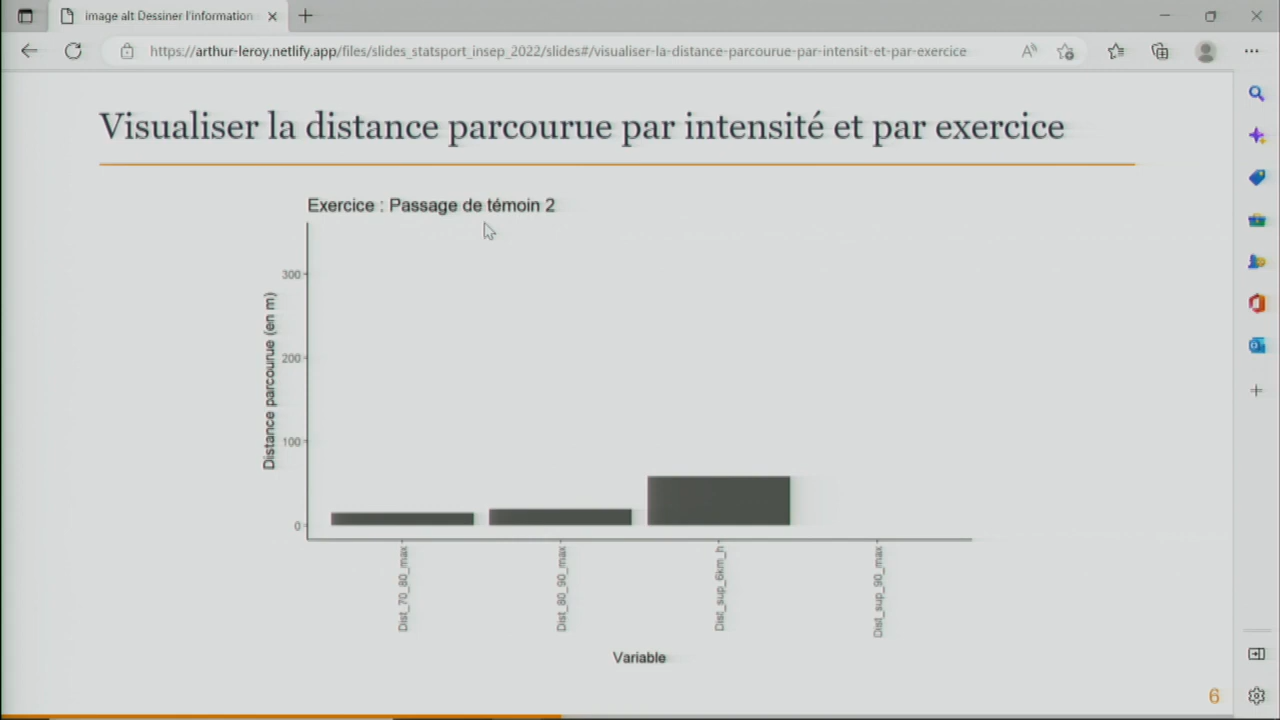 image alt Dessiner l'information
https://arthur-leroy.netlify.app/files/slides_statsport_insep_2022/slides#/visualiser-la-distance-parcourue-par-intensit-et-par-exercice
Visualiser la distance parcourue par intensité et par exercice
Exercice : Passage de témoin 2
Distance parcourue (en m)
300
200
100
0
Dist_70_80_max
Dist_80_90_max
Dist_sup_6km_h
Dist_sup_90_max
Variable
6